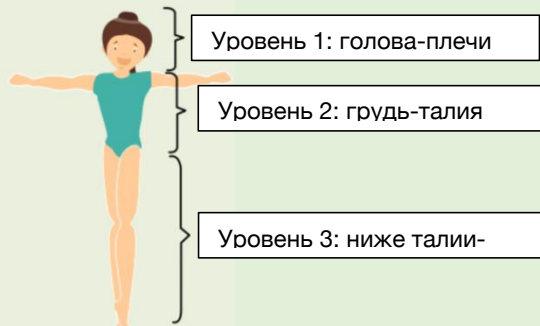 Уровень 1: голова-плечи
Уровень 2: грудь-талия
Уровень 3: ниже талии-